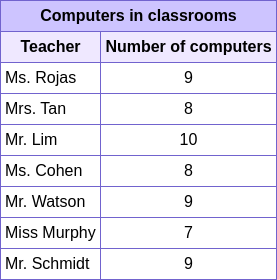 Computers in classrooms
Teacher Number of computers
Ms. Rojas 9
Mrs. Tan 8
Mr. Lim 10
Ms. Cohen 8
Mr. Watson 9
Miss Murphy 7
Mr. Schmidt 9